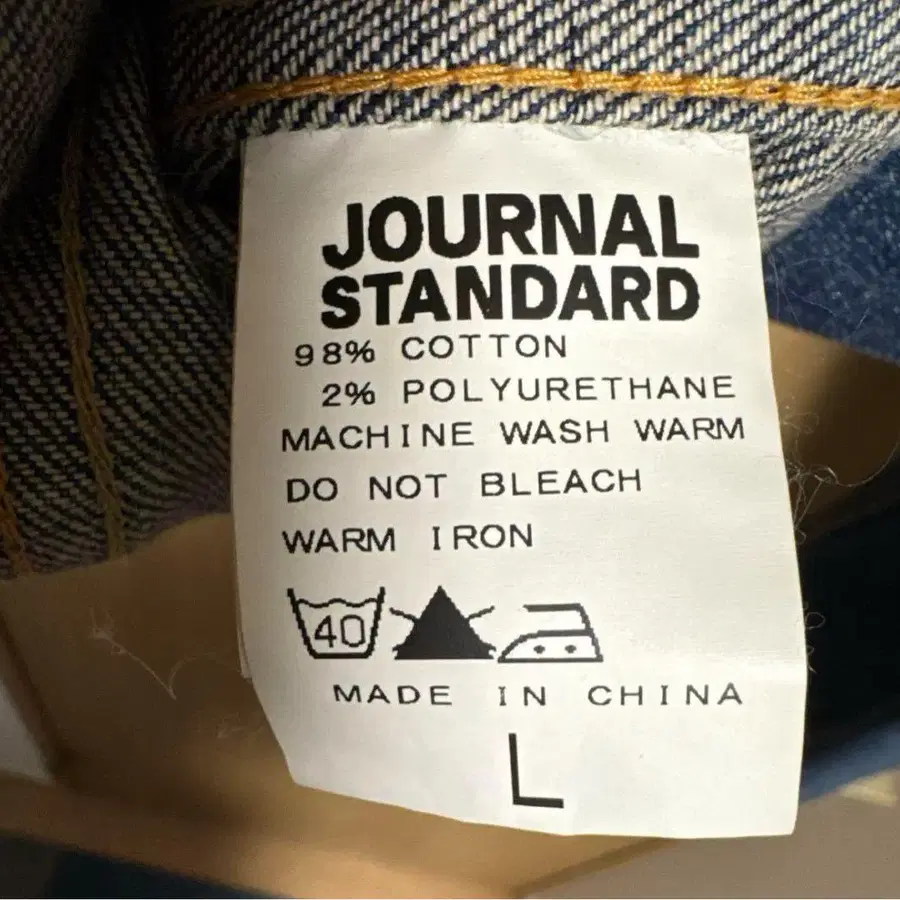 JOURNAL
STANDARD
98% COTTON
2% POLYURETHANE
MACHINE WASH WARM
DO NOT BLEACH
WARM IRON
40
MADE IN CHINA
L